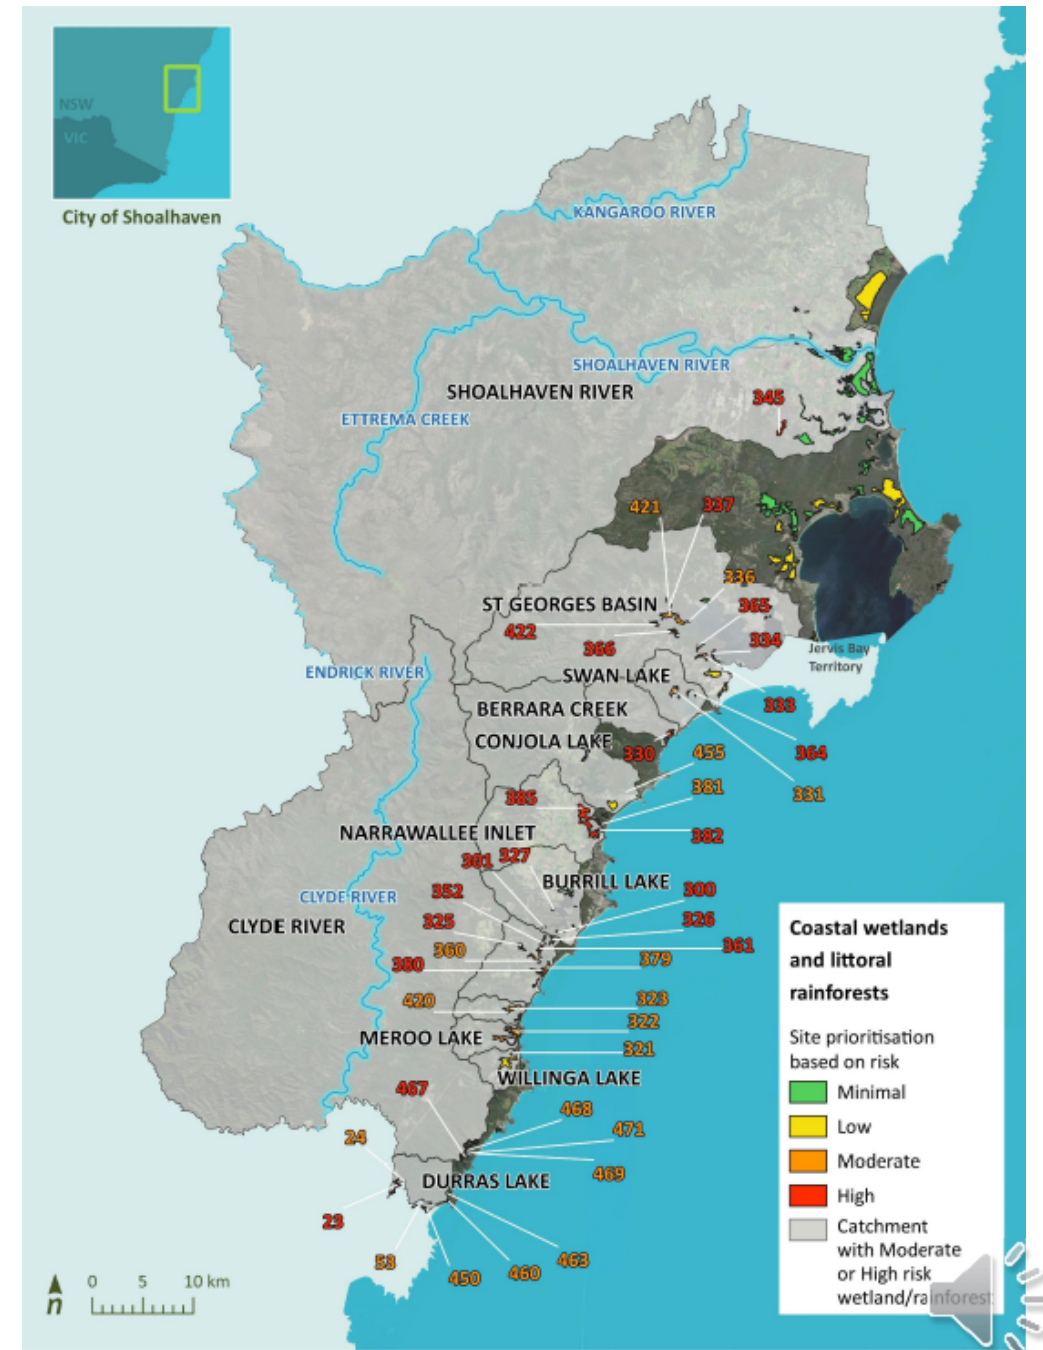 NSW
VIC
City of Shoalhaven
KANGAROO RIVER
SHOALHAVEN RIVER
SHOALHAVEN RIVER
345
ETTREMA CREEK
421
337
336
ST GEORGES BASIN
365
422
366
334
Jervis Bay
Territory
ENDRICK RIVER
SWAN LAKE
333
BERRARA CREEK
CONJOLA LAKE
330
455
364
381
331
385
NARRAWALLEE INLET
382
301
327
BURRILL LAKE
352
300
CLYDE RIVER
325
326
CLYDE RIVER
361
360
379
380
420
323
322
MEROO LAKE
321
WILLINGA LAKE
467
468
471
24
469
DURRAS LAKE
23
53
450
460
463
Coastal wetlands
and littoral
rainforests
Site prioritisation
based on risk
Minimal
Low
Moderate
High
Catchment
with Moderate
or High risk
wetland/rainforest
n
0 5 10 km